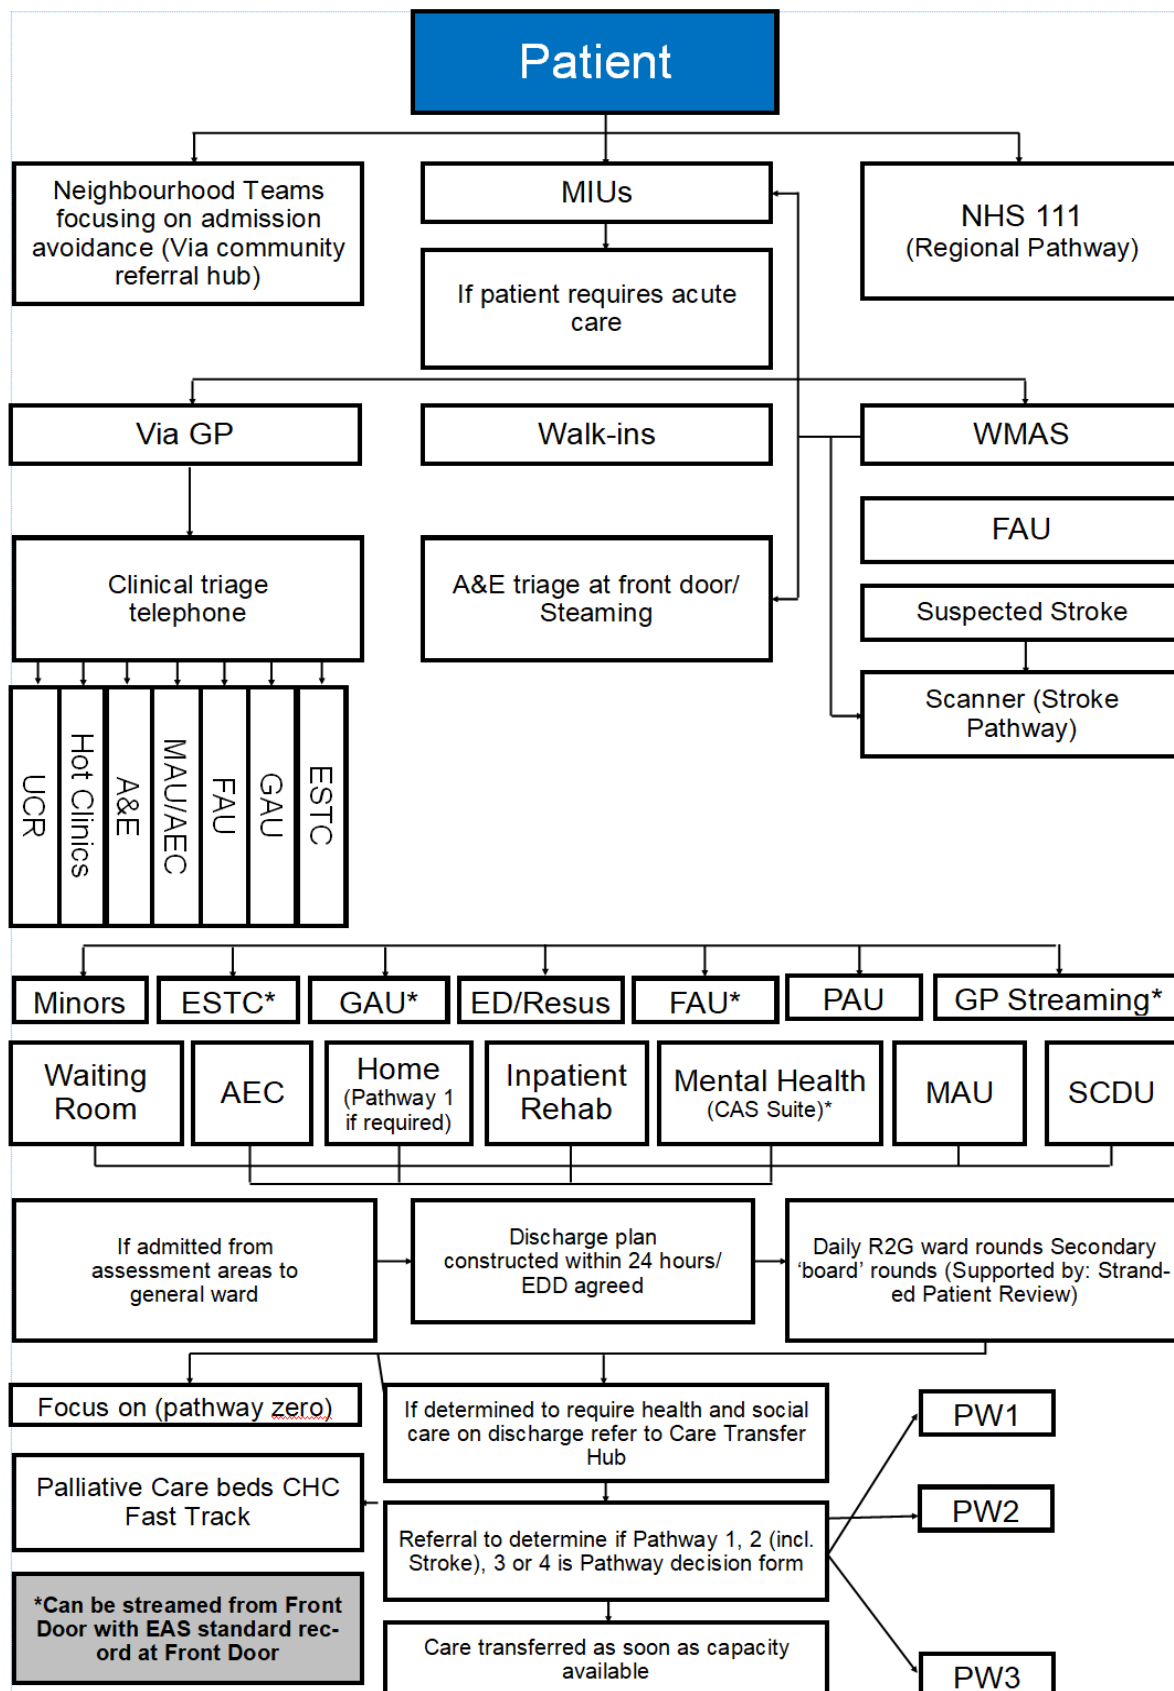 Patient
Neighbourhood Teams
focusing on admission
avoidance (Via community
referral hub)
MIUs
NHS 111
(Regional Pathway)
If patient requires acute
care
Via GP
Walk-ins
WMAS
FAU
Clinical triage
telephone
A&E triage at front door/
Steaming
Suspected Stroke
Scanner (Stroke
Pathway)
UCR
Hot Clinics
A&E
MAU/AEC
FAU
GAU
ESTC
Minors
ESTC*
GAU*
ED/Resus
FAU*
PAU
GP Streaming*
Waiting
Room
AEC
Home
(Pathway 1
if required)
Inpatient
Rehab
Mental Health
(CAS Suite)*
MAU
SCDU
If admitted from
assessment areas to
general ward
Discharge plan
constructed within 24 hours/
EDD agreed
Daily R2G ward rounds Secondary
‘board’ rounds (Supported by: Strand-
ed Patient Review)
Focus on (pathway zero)
If determined to require health and social
care on discharge refer to Care Transfer
Hub
PW1
Palliative Care beds CHC
Fast Track
Referral to determine if Pathway 1, 2 (incl.
Stroke), 3 or 4 is Pathway decision form
PW2
*Can be streamed from Front
Door with EAS standard rec-
ord at Front Door
Care transferred as soon as capacity
available
PW3